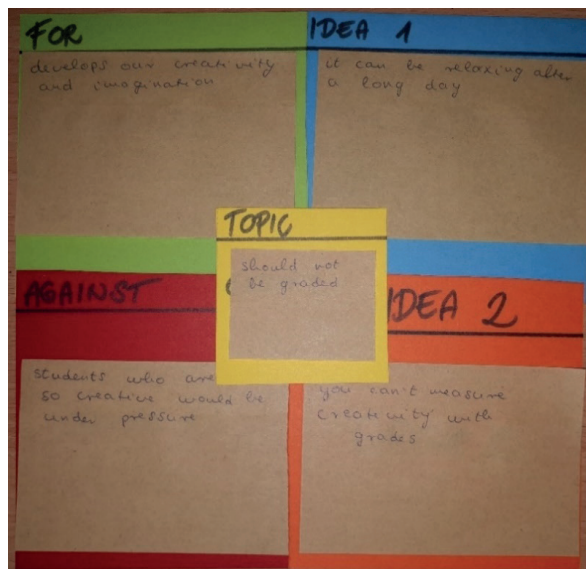 FOR
develops our creativity
and imagination
IDEA 1
it can be relaxing after
a long day
TOPIC
should not
be graded
AGAINST
students who are
so creative would be
under pressure
IDEA 2
you can't measure
creativity with
grades